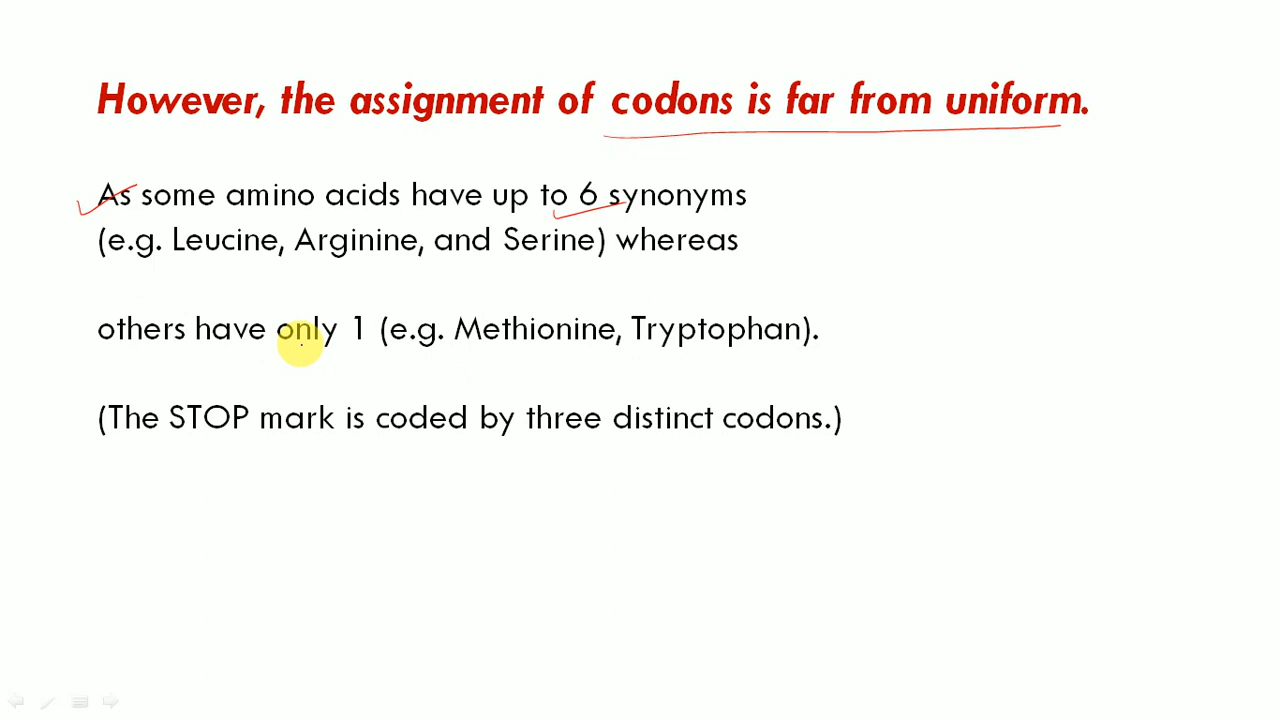 However, the assignment of codons is far from uniform.
As some amino acids have up to 6 synonyms
(e.g. Leucine, Arginine, and Serine) whereas
others have only 1 (e.g. Methionine, Tryptophan).
(The STOP mark is coded by three distinct codons.)